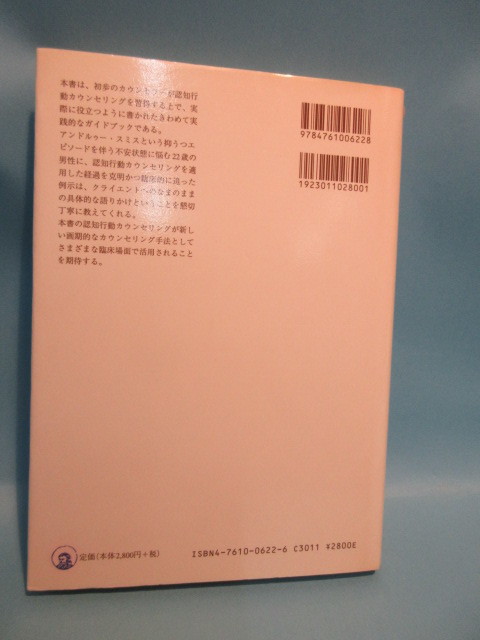 本書は、初歩のカウンセラーが認知行
動カウンセリングを習得する上で、実
際に役立つように書かれたきわめて実
践的なガイドブックである。
アンドルゥー・スミスという抑うつエ
ピソードを伴う不安状態に悩む22歳の
男性に、認知行動カウンセリングを適
用した経過を克明かつ臨床的に追った
例示は、クライエントへのなまのまま
の具体的な語りかけということを懇切
丁寧に教えてくれる。
本書の認知行動カウンセリングが新し
い画期的なカウンセリング手法として
さまざまな臨床場面で活用されること
を期待する。
9784761006228
1923011028001
定価(本体2,800円+税)
ISBN4-7610-0622-6 C3011 ¥2800E